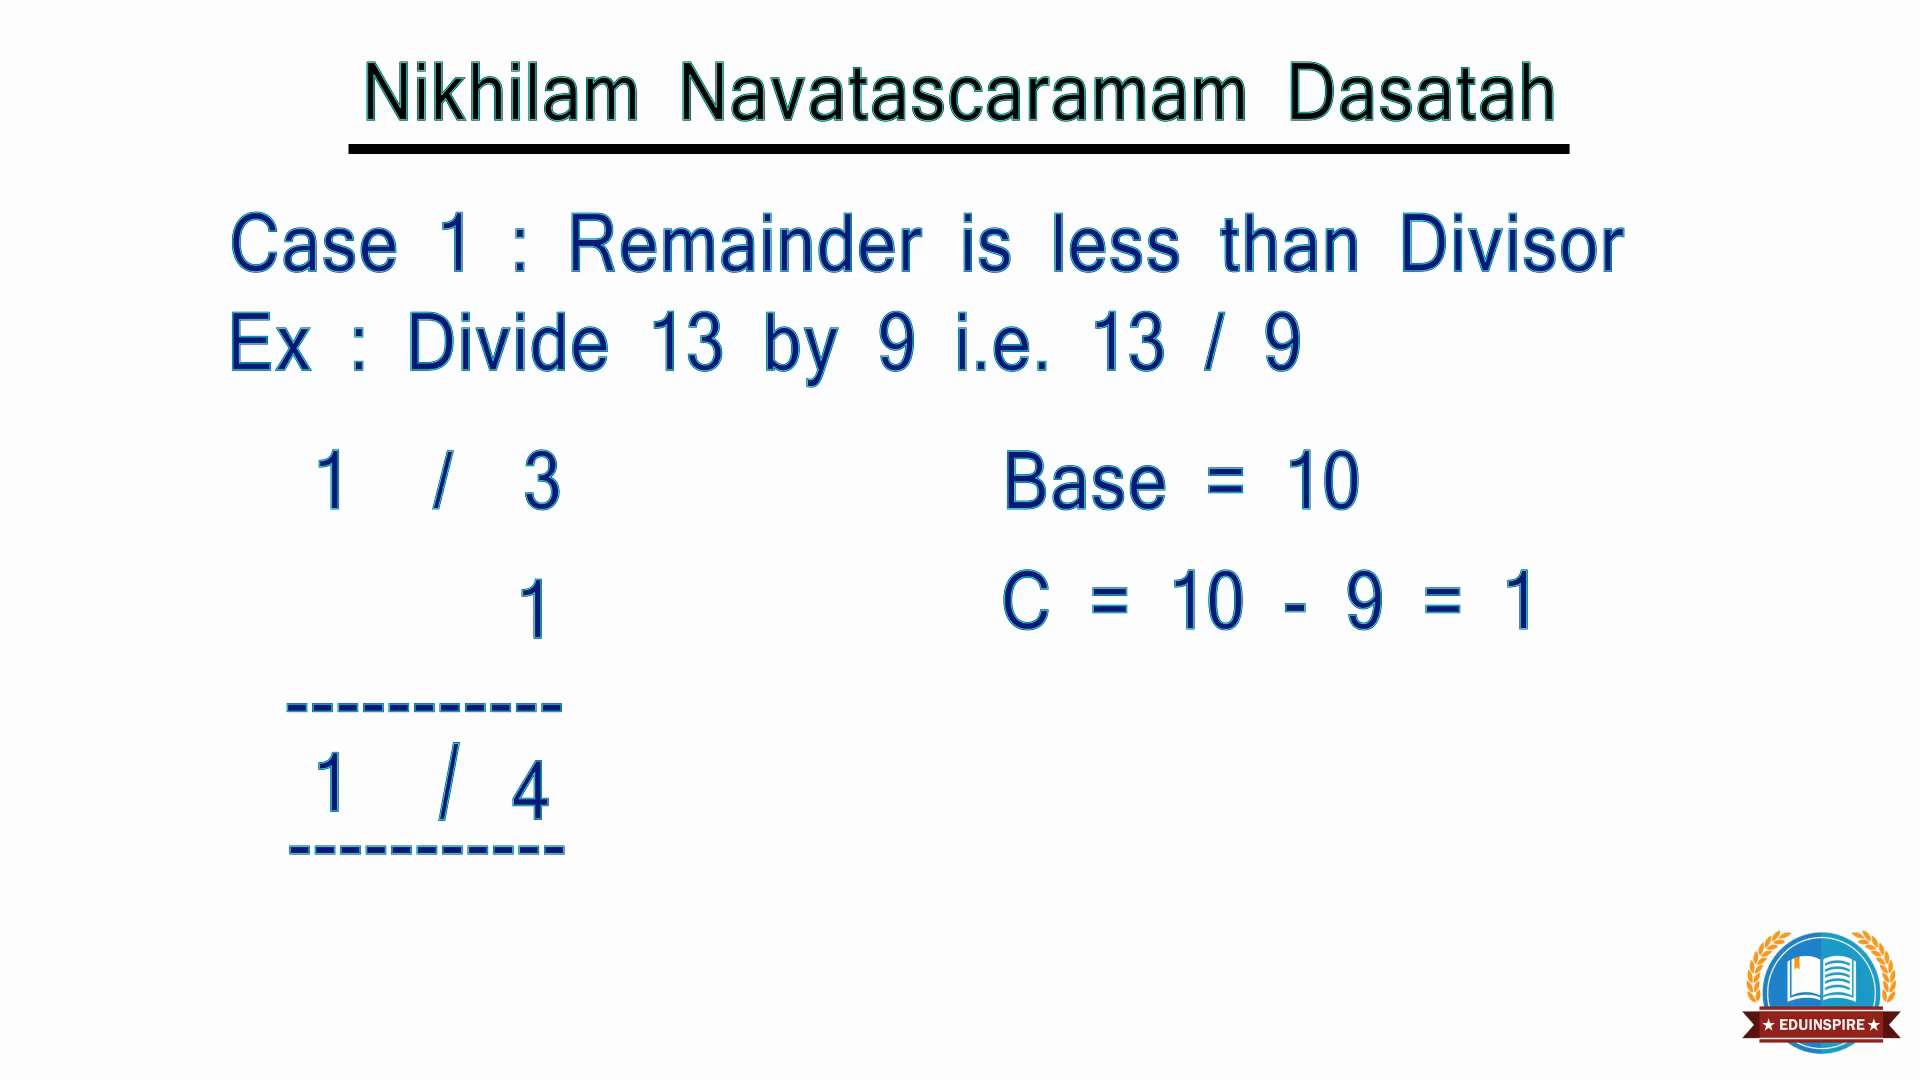 Nikhilam Navatascaramam Dasatah
Case 1 : Remainder is less than Divisor
Ex : Divide 13 by 9 i.e. 13 / 9
1 / 3
1
-----------
1 / 4
-----------
Base = 10
C = 10 - 9 = 1
★ EDUINSPIRE ★